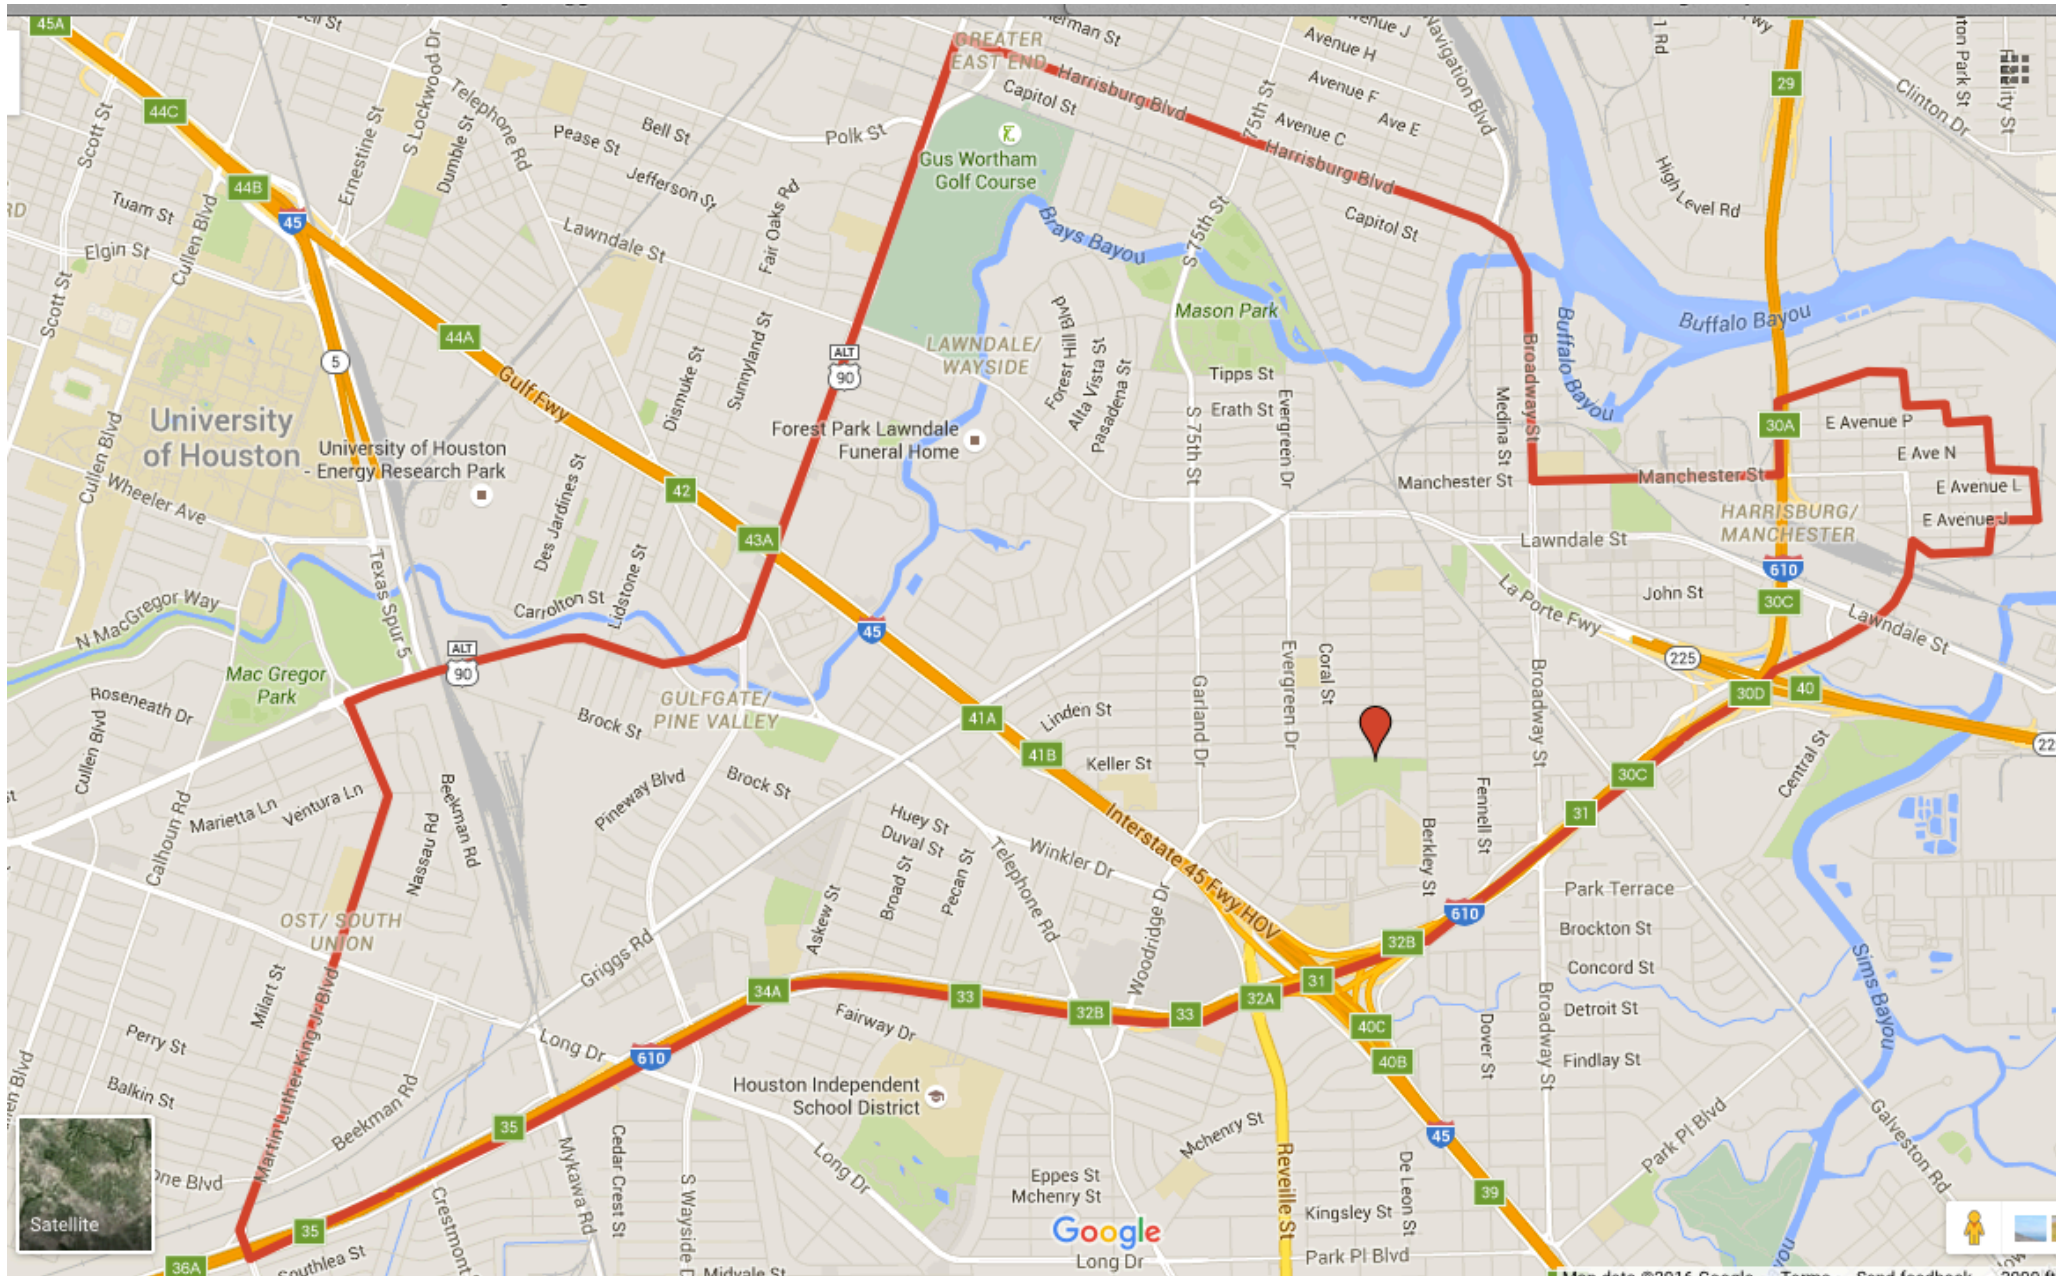 45A
44C
44B
45
Scott St
Ernestine St
S Lockwood Dr
Dumble St
Telephone Rd
Pease St
Bell St
Jefferson St
Polk St
GREATER
EAST END
Capitol St
Harrisburg Blvd
75th St
Avenue J
Avenue H
Avenue F
Ave E
Avenue C
Harrisburg Blvd
Navigation Blvd
Capitol St
High Level Rd
29
Clinton Dr
Gus Wortham
Golf Course
Tuam St
Elgin St
Cullen Blvd
Scott St
Lawndale St
Fair Oaks Rd
Brays Bayou
S 75th St
Mason Park
Buffalo Bayou
Buffalo Bayou
44A
5
Gulf Fwy
Dismuke St
Sunnyland St
ALT
90
LAWNDALE/
WAYSIDE
Forest Hill Blvd
Alta Vista St
Pasadena St
Tipps St
Erath St
Evergreen Dr
S 75th St
Medina St
Broadway St
30A
E Avenue P
E Ave N
E Avenue L
E Avenue J
University
of Houston
University of Houston
- Energy Research Park
Forest Park Lawndale
Funeral Home
Cullen Blvd
Wheeler Ave
Des Jardines St
42
43A
Manchester St
Manchester St
HARRISBURG/
MANCHESTER
Lawndale St
610
30C
John St
La Porte Fwy
Lawndale St
Texas Spur 5
Carrolton St
Lidstone St
N MacGregor Way
45
Mac Gregor
Park
ALT
90
GULFGATE/
PINE VALLEY
Roseneath Dr
Cullen Blvd
Brock St
41A
Linden St
41B
Keller St
Garland Dr
Evergreen Dr
Coral St
Broadway St
225
30D
40
30C
31
Central St
Marietta Ln
Ventura Ln
Calhoun Rd
Nassau Rd
Beekman Rd
Pineway Blvd
Brock St
Huey St
Duval St
Broad St
Pecan St
Askew St
Telephone Rd
Winkler Dr
Interstate 45 Fwy HOV
Woodridge Dr
Berkley St
Fennell St
Park Terrace
Brockton St
Concord St
Detroit St
Findlay St
610
32B
31
OST/ SOUTH
UNION
Griggs Rd
34A
33
32B
33
32A
40C
40B
Fairway Dr
Sims Bayou
Broadway St
Dover St
Milart St
Martin Luther King Jr Blvd
Perry St
Balkin St
Long Dr
610
Houston Independent
School District
Beekman Rd
35
Mykawa Rd
Cedar Crest St
Long Dr
Mchenry St
45
Park Pl Blvd
Galveston Rd
Eppes St
Mchenry St
Reveille St
De Leon St
39
Kingsley St
Google
Long Dr
Park Pl Blvd
Satellite
35
36A
Southlea St
Midvale St
Map data ©2016 Google
Terms
Send feedback